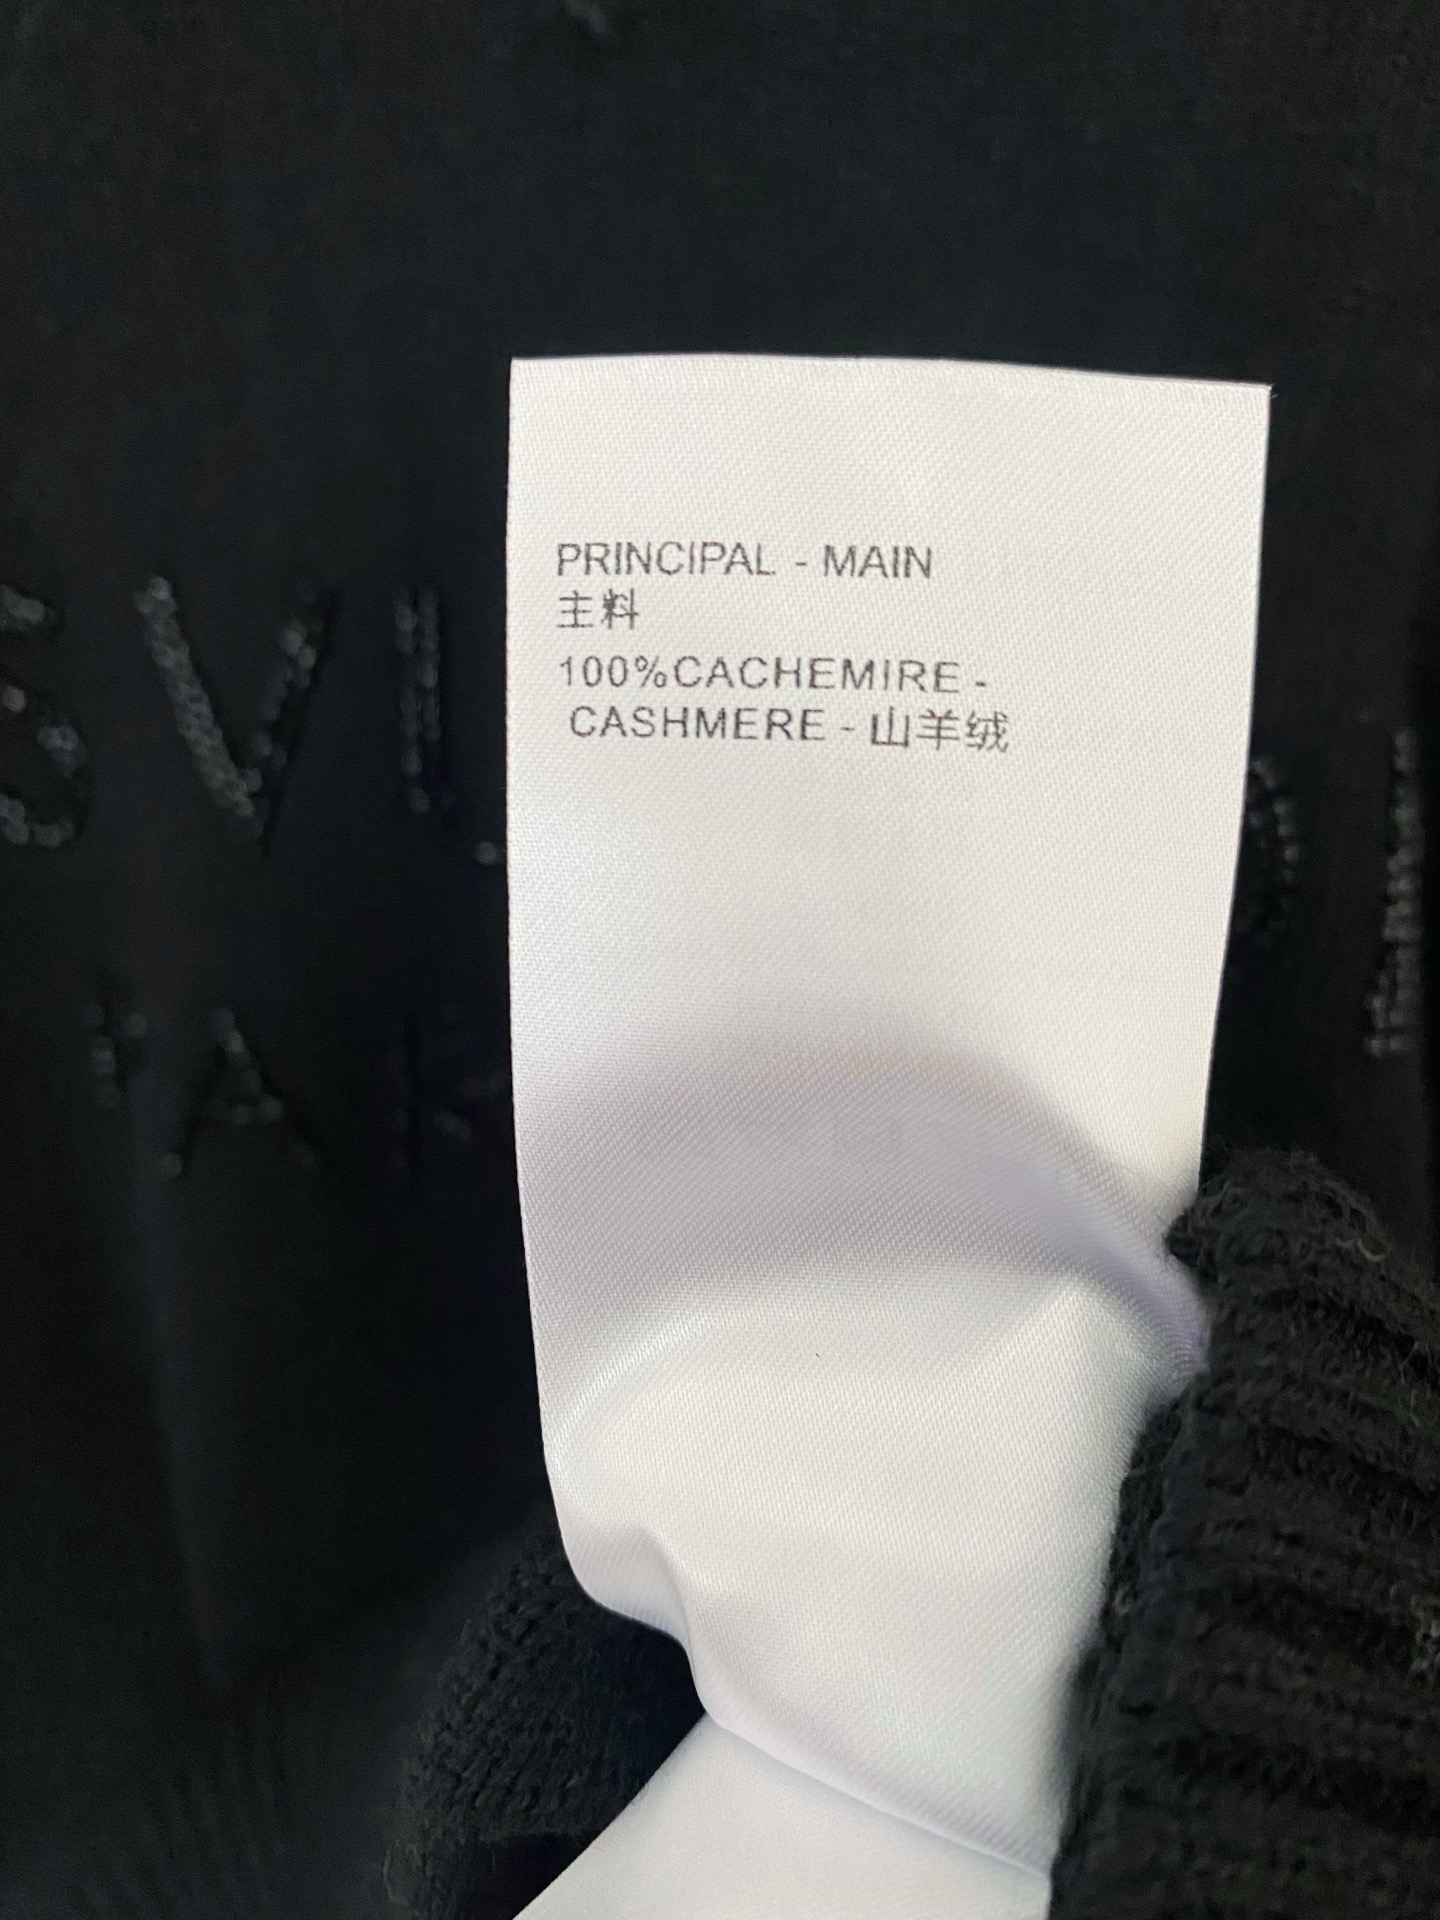 PRINCIPAL - MAIN
主料
100%CACHEMIRE -
CASHMERE - 山羊绒